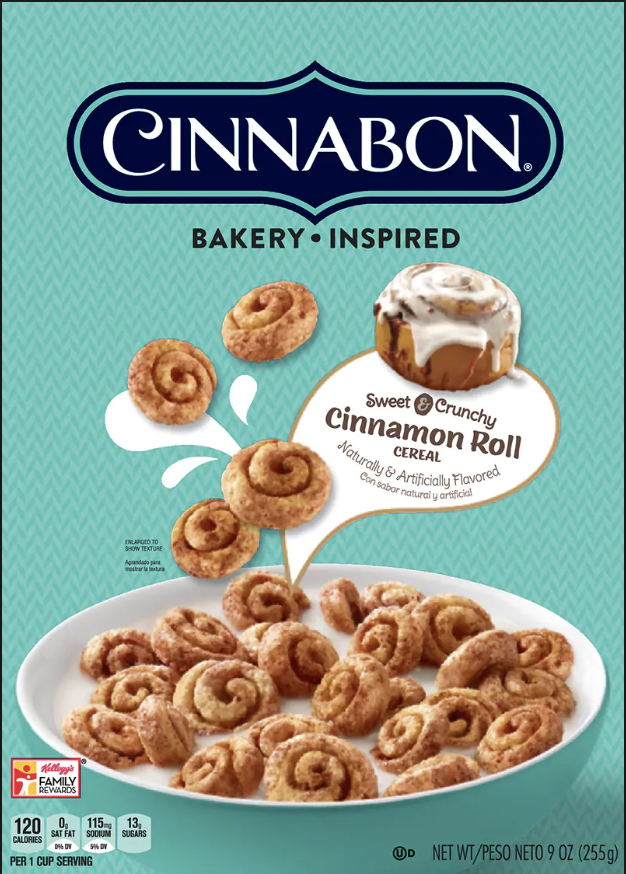 CINNABON®
BAKERY • INSPIRED
Sweet & Crunchy
Cinnamon Roll
CEREAL
Naturally & Artificially Flavored
Con sabor natural y artificial
ENLARGED TO
SHOW TEXTURE
Agrandado para
mostrar la textura
Kellogg's®
FAMILY
REWARDS
120 CALORIES
0g SAT FAT 0% DV
115mg SODIUM 5% DV
13g SUGARS
PER 1 CUP SERVING
UD
NET WT/PESO NETO 9 OZ (255g)